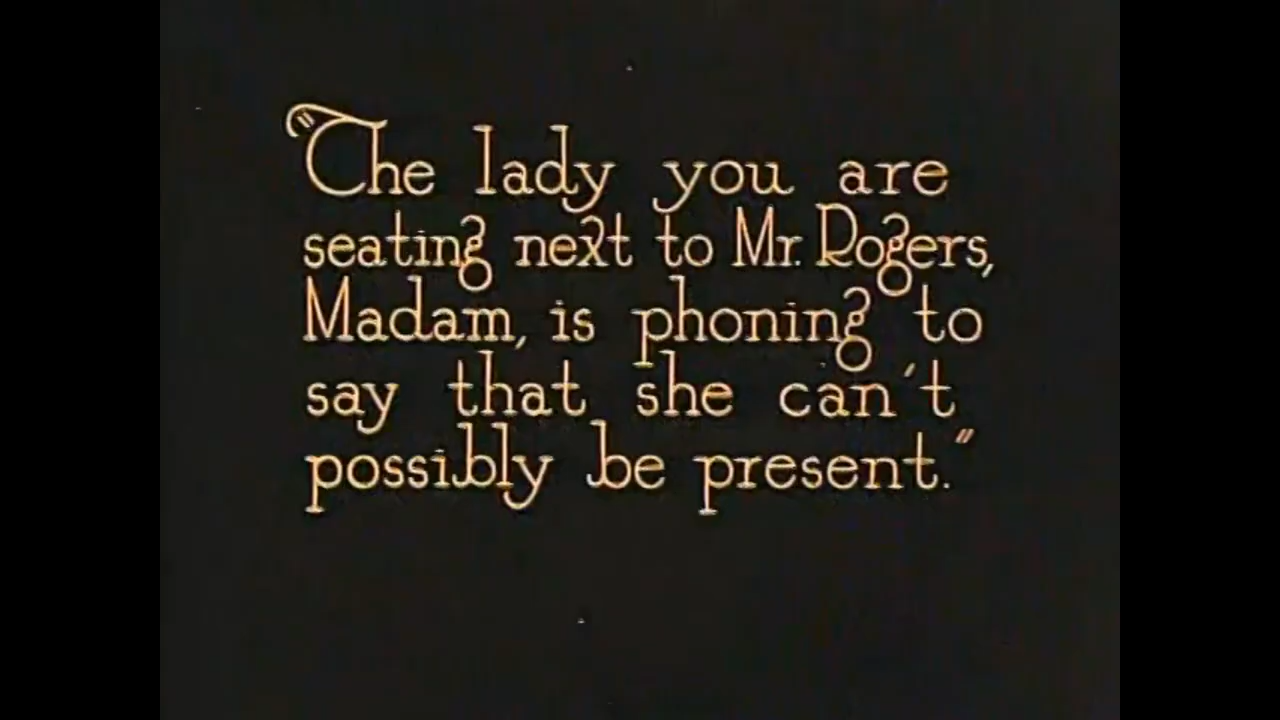 "The lady you are
seating next to Mr. Rogers,
Madam, is phoning to
say that she can't
possibly be present."